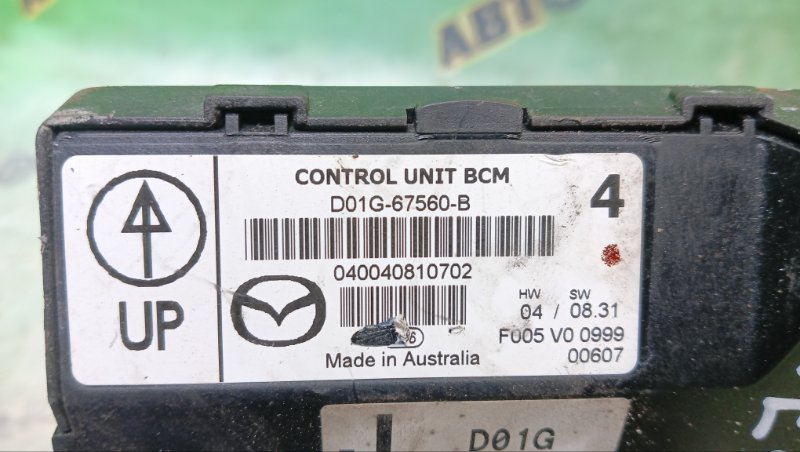 АВТО
CONTROL UNIT BCM
D01G-67560-B
4
040040810702
UP
HW SW
04 / 08.31
F005 V0 0999
00607
Made in Australia
D01G